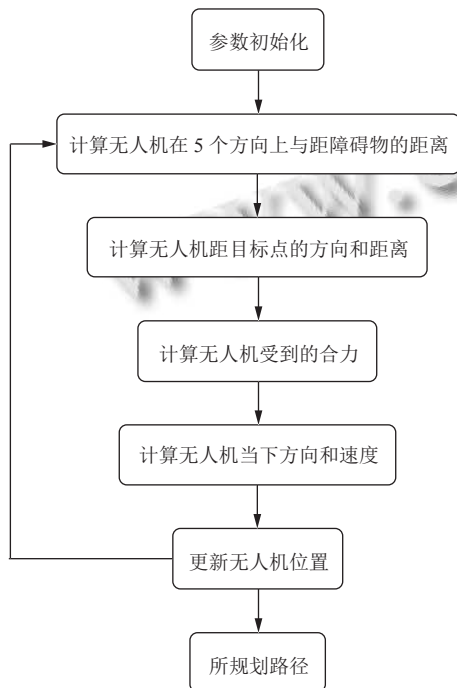 参数初始化
计算无人机在 5 个方向上与距障碍物的距离
计算无人机距目标点的方向和距离
计算无人机受到的合力
计算无人机当下方向和速度
更新无人机位置
所规划路径